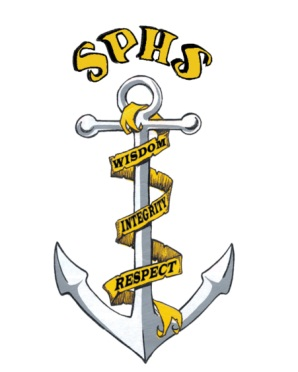 SPHS
WISDOM
INTEGRITY
RESPECT